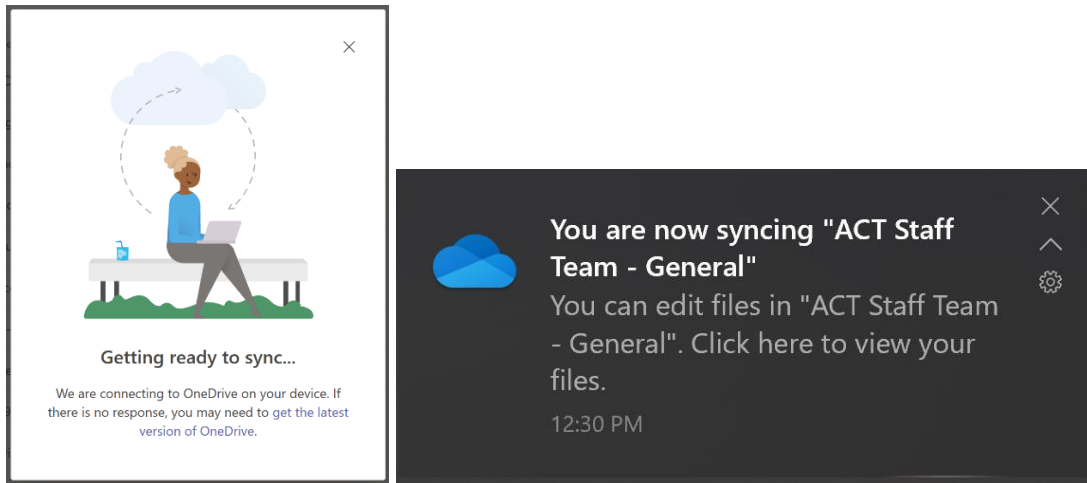 Getting ready to sync...
We are connecting to OneDrive on your device. If
there is no response, you may need to get the latest
version of OneDrive.
You are now syncing "ACT Staff
Team - General"
You can edit files in "ACT Staff Team
- General". Click here to view your
files.
12:30 PM